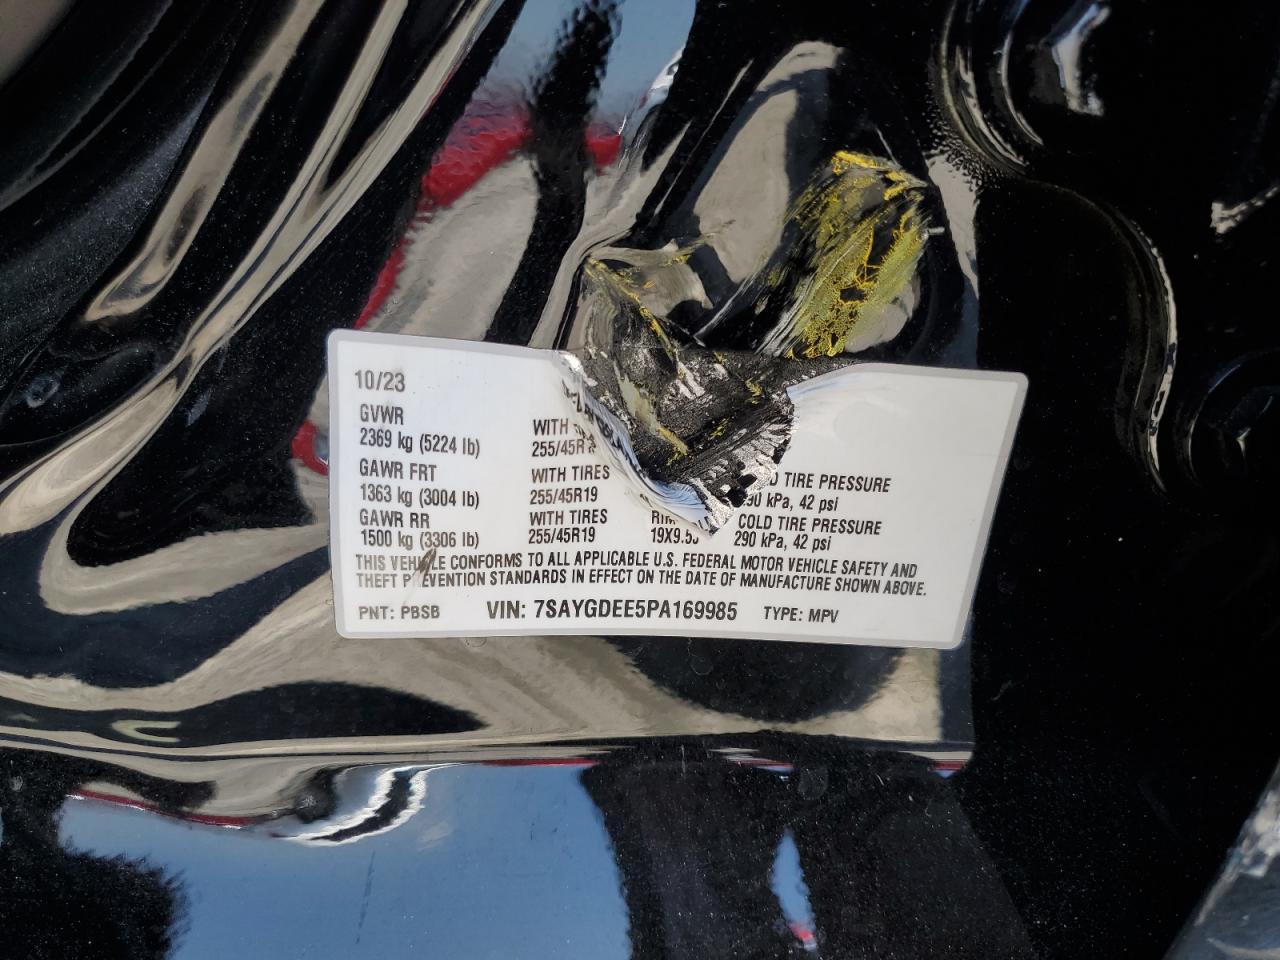 10/23
GVWR
2369 kg (5224 lb) WITH
255/45R
GAWR FRT WITH TIRES TIRE PRESSURE
1363 kg (3004 lb) 255/45R19 kPa, 42 psi
GAWR RR WITH TIRES COLD TIRE PRESSURE
1500 kg (3306 lb) 255/45R19 19X9.5J 290 kPa, 42 psi
THIS VEHICLE CONFORMS TO ALL APPLICABLE U.S. FEDERAL MOTOR VEHICLE SAFETY AND
THEFT PREVENTION STANDARDS IN EFFECT ON THE DATE OF MANUFACTURE SHOWN ABOVE.
PNT: PBSB VIN: 7SAYGDEE5PA169985 TYPE: MPV